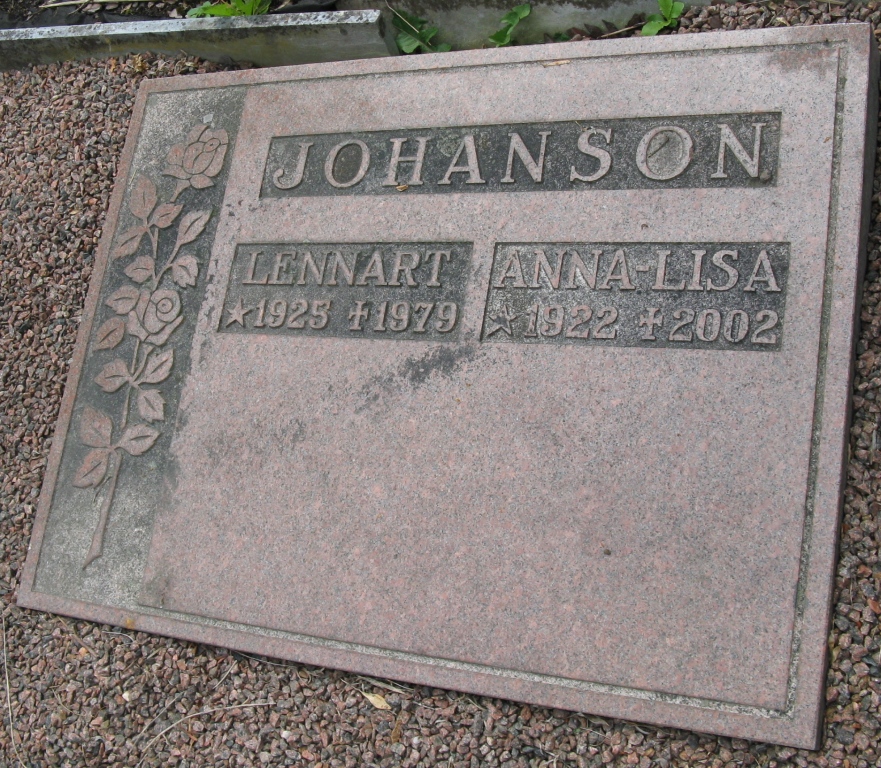 JOHANSON
LENNART ANNA-LISA
★1925 ✝1979 ★1922 ✝2002